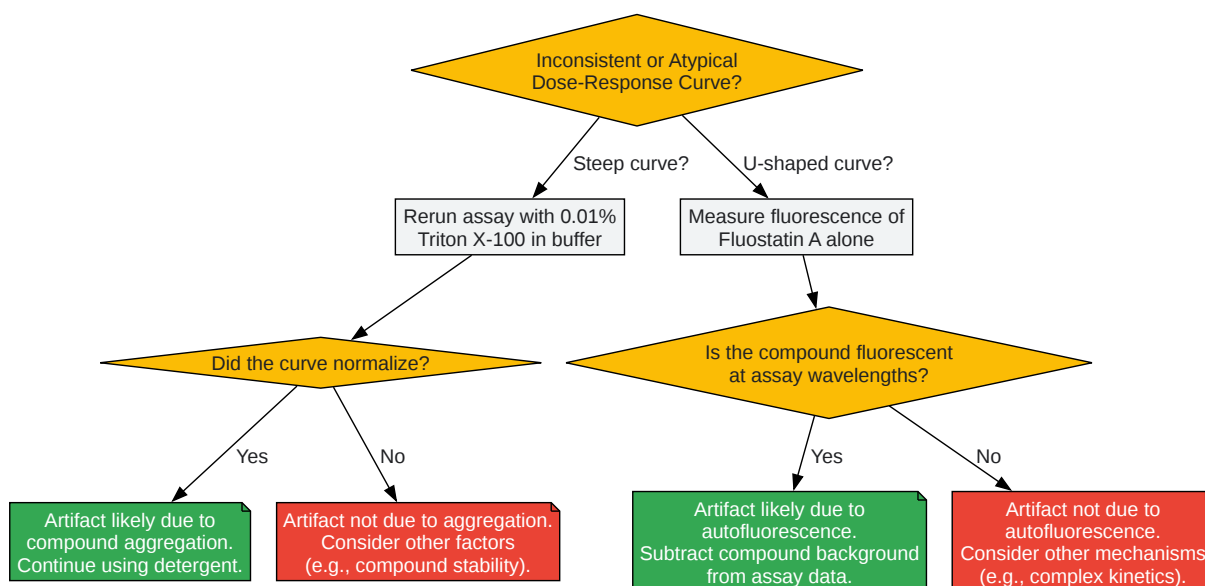 Inconsistent or Atypical
Dose-Response Curve?
Steep curve?
U-shaped curve?
Rerun assay with 0.01%
Triton X-100 in buffer
Measure fluorescence of
Fluostatin A alone
Did the curve normalize?
Is the compound fluorescent
at assay wavelengths?
Yes
No
Yes
No
Artifact likely due to
compound aggregation.
Continue using detergent.
Artifact not due to aggregation.
Consider other factors
(e.g., compound stability).
Artifact likely due to
autofluorescence.
Subtract compound background
from assay data.
Artifact not due to
autofluorescence.
Consider other mechanisms
(e.g., complex kinetics).